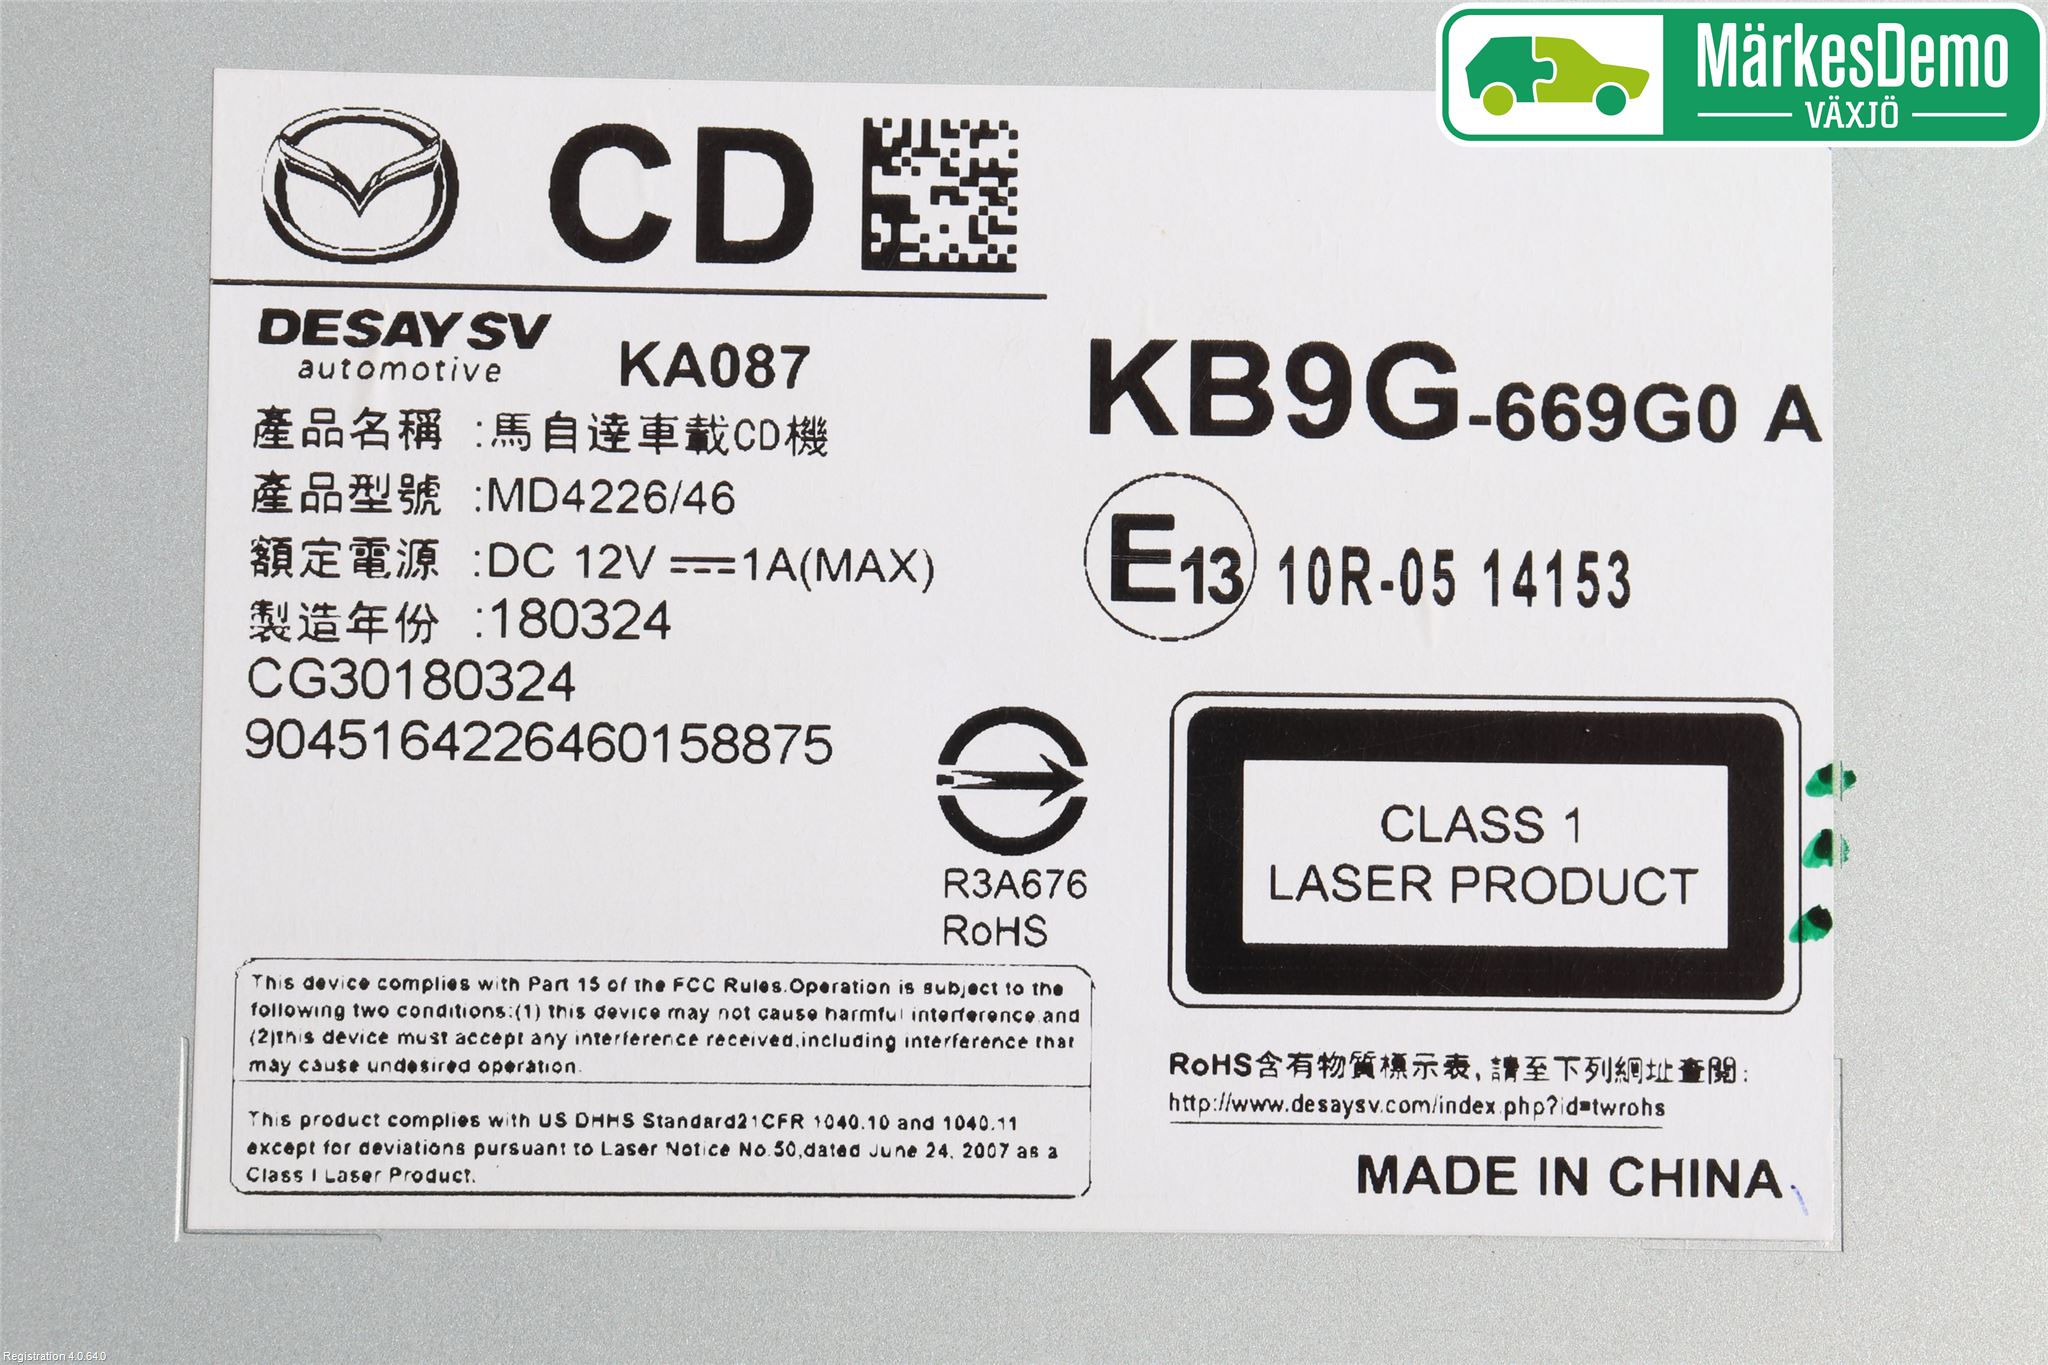 MärkesDemo
VÄXJÖ
CD
DESAY SV
automotive
KA087
產品名稱 :馬自達車載CD機
產品型號 :MD4226/46
額定電源 :DC 12V 1A(MAX)
製造年份 :180324
CG30180324
9045164226460158875
KB9G-669G0 A
E13 10R-05 14153
R3A676
RoHS
CLASS 1
LASER PRODUCT
This device complies with Part 15 of the FCC Rules.Operation is subject to the
following two conditions:(1) this device may not cause harmful interference,and
(2)this device must accept any interference received,including interference that
may cause undesired operation.
This product complies with US DHHS Standard21CFR 1040.10 and 1040.11
except for deviations pursuant to Laser Notice No.50,dated June 24, 2007 as a
Class I Laser Product.
RoHS含有物質標示表,請至下列網址查閱:
http://www.desaysv.com/index.php?id=twrohs
MADE IN CHINA
Registration 4.0.64.0